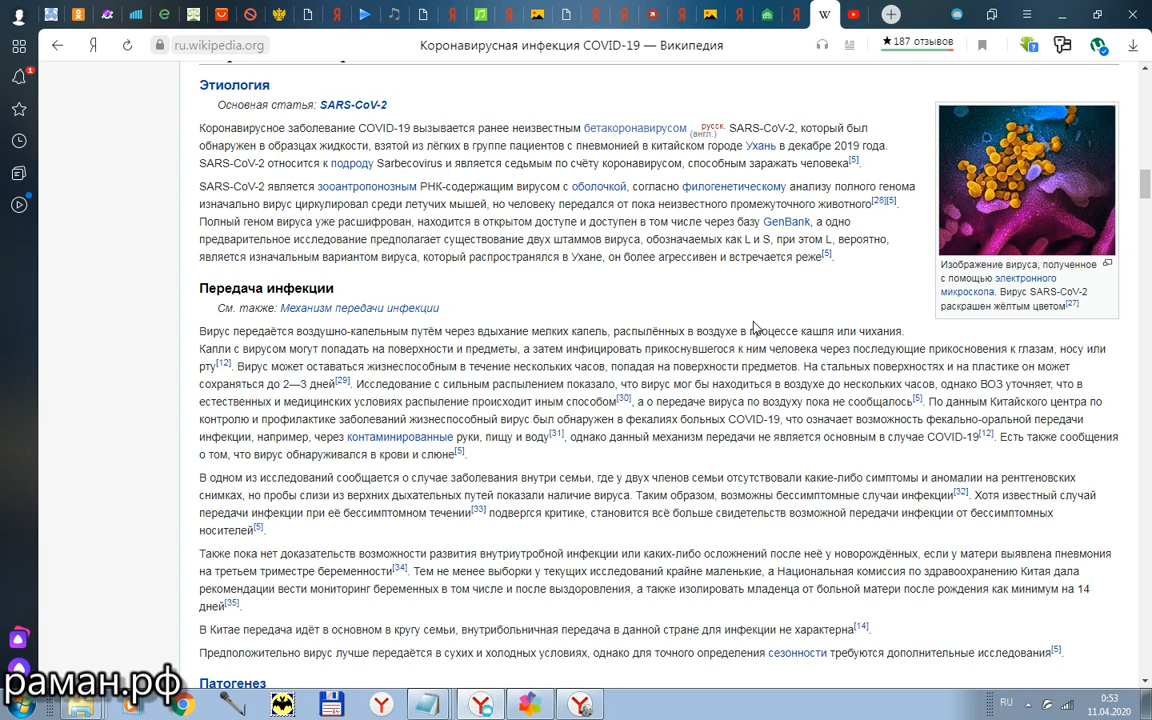 ru.wikipedia.org
Коронавирусная инфекция COVID-19 — Википедия
★187 отзывов
Этиология
Основная статья: SARS-CoV-2
Коронавирусное заболевание COVID-19 вызывается ранее неизвестным бетакоронавирусом русск. (англ.) SARS-CoV-2, который был
обнаружен в образцах жидкости, взятой из лёгких в группе пациентов с пневмонией в китайском городе Ухань в декабре 2019 года.
SARS-CoV-2 относится к подроду Sarbecovirus и является седьмым по счёту коронавирусом, способным заражать человека[5].
SARS-CoV-2 является зооантропонозным РНК-содержащим вирусом с оболочкой, согласно филогенетическому анализу полного генома
изначально вирус циркулировал среди летучих мышей, но человеку передался от пока неизвестного промежуточного животного[28][5].
Полный геном вируса уже расшифрован, находится в открытом доступе и доступен в том числе через базу GenBank, а одно
предварительное исследование предполагает существование двух штаммов вируса, обозначаемых как L и S, при этом L, вероятно,
является изначальным вариантом вируса, который распространялся в Ухане, он более агрессивен и встречается реже[5].
Изображение вируса, полученное
с помощью электронного
микроскопа. Вирус SARS-CoV-2
раскрашен жёлтым цветом[27]
Передача инфекции
См. также: Механизм передачи инфекции
Вирус передаётся воздушно-капельным путём через вдыхание мелких капель, распылённых в воздухе в процессе кашля или чихания.
Капли с вирусом могут попадать на поверхности и предметы, а затем инфицировать прикоснувшегося к ним человека через последующие прикосновения к глазам, носу или
рту[12]. Вирус может оставаться жизнеспособным в течение нескольких часов, попадая на поверхности предметов. На стальных поверхностях и на пластике он может
сохраняться до 2—3 дней[29]. Исследование с сильным распылением показало, что вирус мог бы находиться в воздухе до нескольких часов, однако ВОЗ уточняет, что в
естественных и медицинских условиях распыление происходит иным способом[30], а о передаче вируса по воздуху пока не сообщалось[5]. По данным Китайского центра по
контролю и профилактике заболеваний жизнеспособный вирус был обнаружен в фекалиях больных COVID-19, что означает возможность фекально-оральной передачи
инфекции, например, через контаминированные руки, пищу и воду[31], однако данный механизм передачи не является основным в случае COVID-19[12]. Есть также сообщения
о том, что вирус обнаруживался в крови и слюне[5].
В одном из исследований сообщается о случае заболевания внутри семьи, где у двух членов семьи отсутствовали какие-либо симптомы и аномалии на рентгеновских
снимках, но пробы слизи из верхних дыхательных путей показали наличие вируса. Таким образом, возможны бессимптомные случаи инфекции[32]. Хотя известный случай
передачи инфекции при её бессимптомном течении[33] подвергся критике, становится всё больше свидетельств возможной передачи инфекции от бессимптомных
носителей[5].
Также пока нет доказательств возможности развития внутриутробной инфекции или каких-либо осложнений после неё у новорождённых, если у матери выявлена пневмония
на третьем триместре беременности[34]. Тем не менее выборки у текущих исследований крайне маленькие, а Национальная комиссия по здравоохранению Китая дала
рекомендации вести мониторинг беременных в том числе и после выздоровления, а также изолировать младенца от больной матери после рождения как минимум на 14
дней[35].
В Китае передача идёт в основном в кругу семьи, внутрибольничная передача в данной стране для инфекции не характерна[14].
Предположительно вирус лучше передаётся в сухих и холодных условиях, однако для точного определения сезонности требуются дополнительные исследования[5].
Патогенез
раман.рф
RU
0:53
11.04.2020